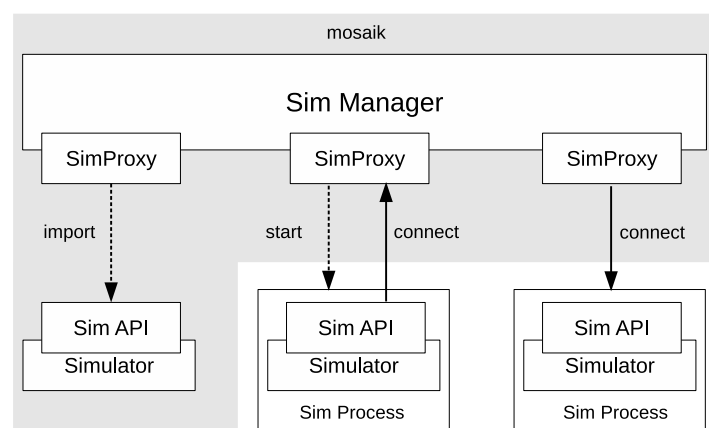 mosaik
Sim Manager
SimProxy SimProxy SimProxy
import start connect connect
Sim API Sim API Sim API
Simulator Simulator Simulator
Sim Process Sim Process